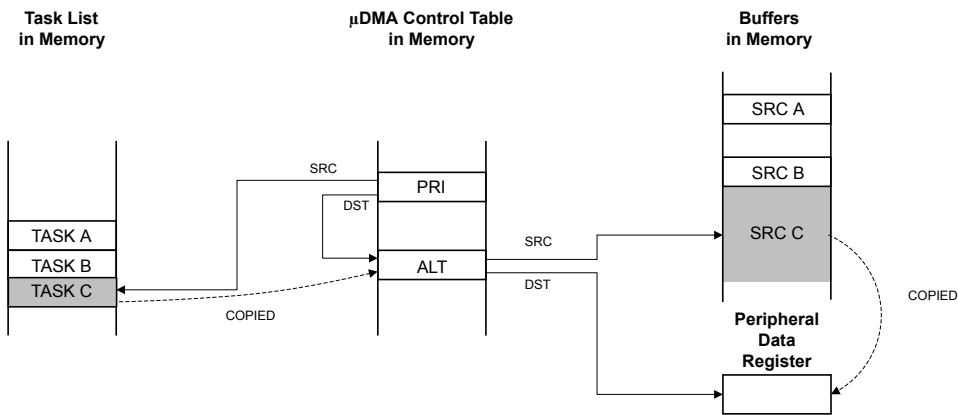 Task List
in Memory
µDMA Control Table
in Memory
Buffers
in Memory
SRC A
SRC
PRI
SRC B
DST
TASK A
SRC C
SRC
TASK B
ALT
TASK C
DST
COPIED
COPIED
Peripheral
Data
Register